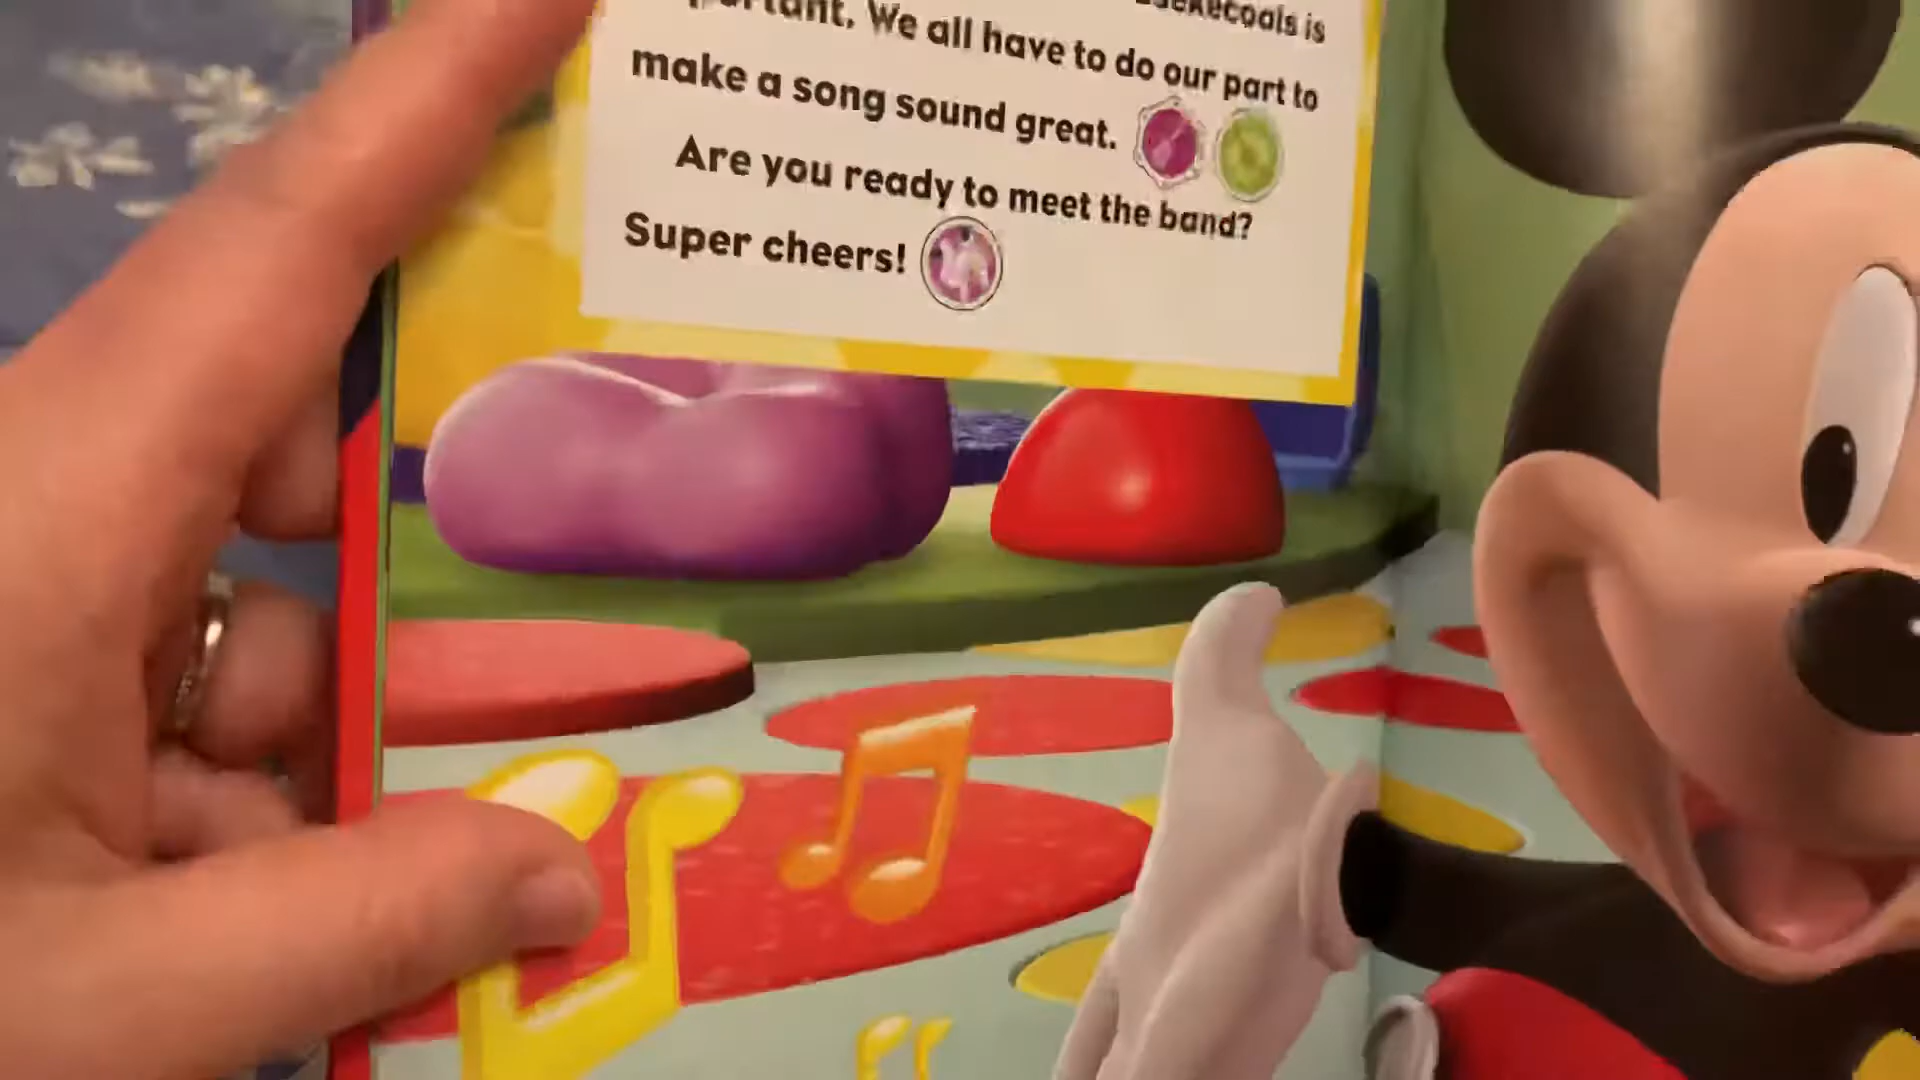 is
We all have to do our part to
make a song sound great.
Are you ready to meet the band?
Super cheers!